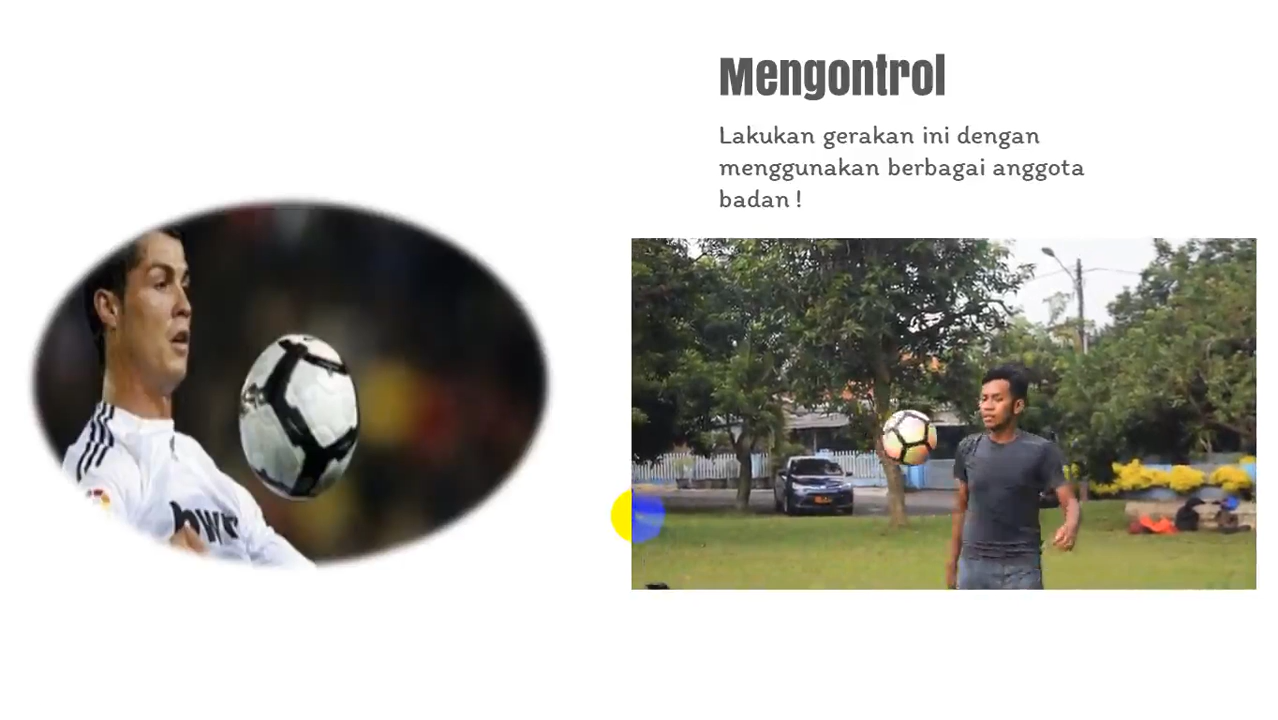 Mengontrol
Lakukan gerakan ini dengan
menggunakan berbagai anggota
badan !